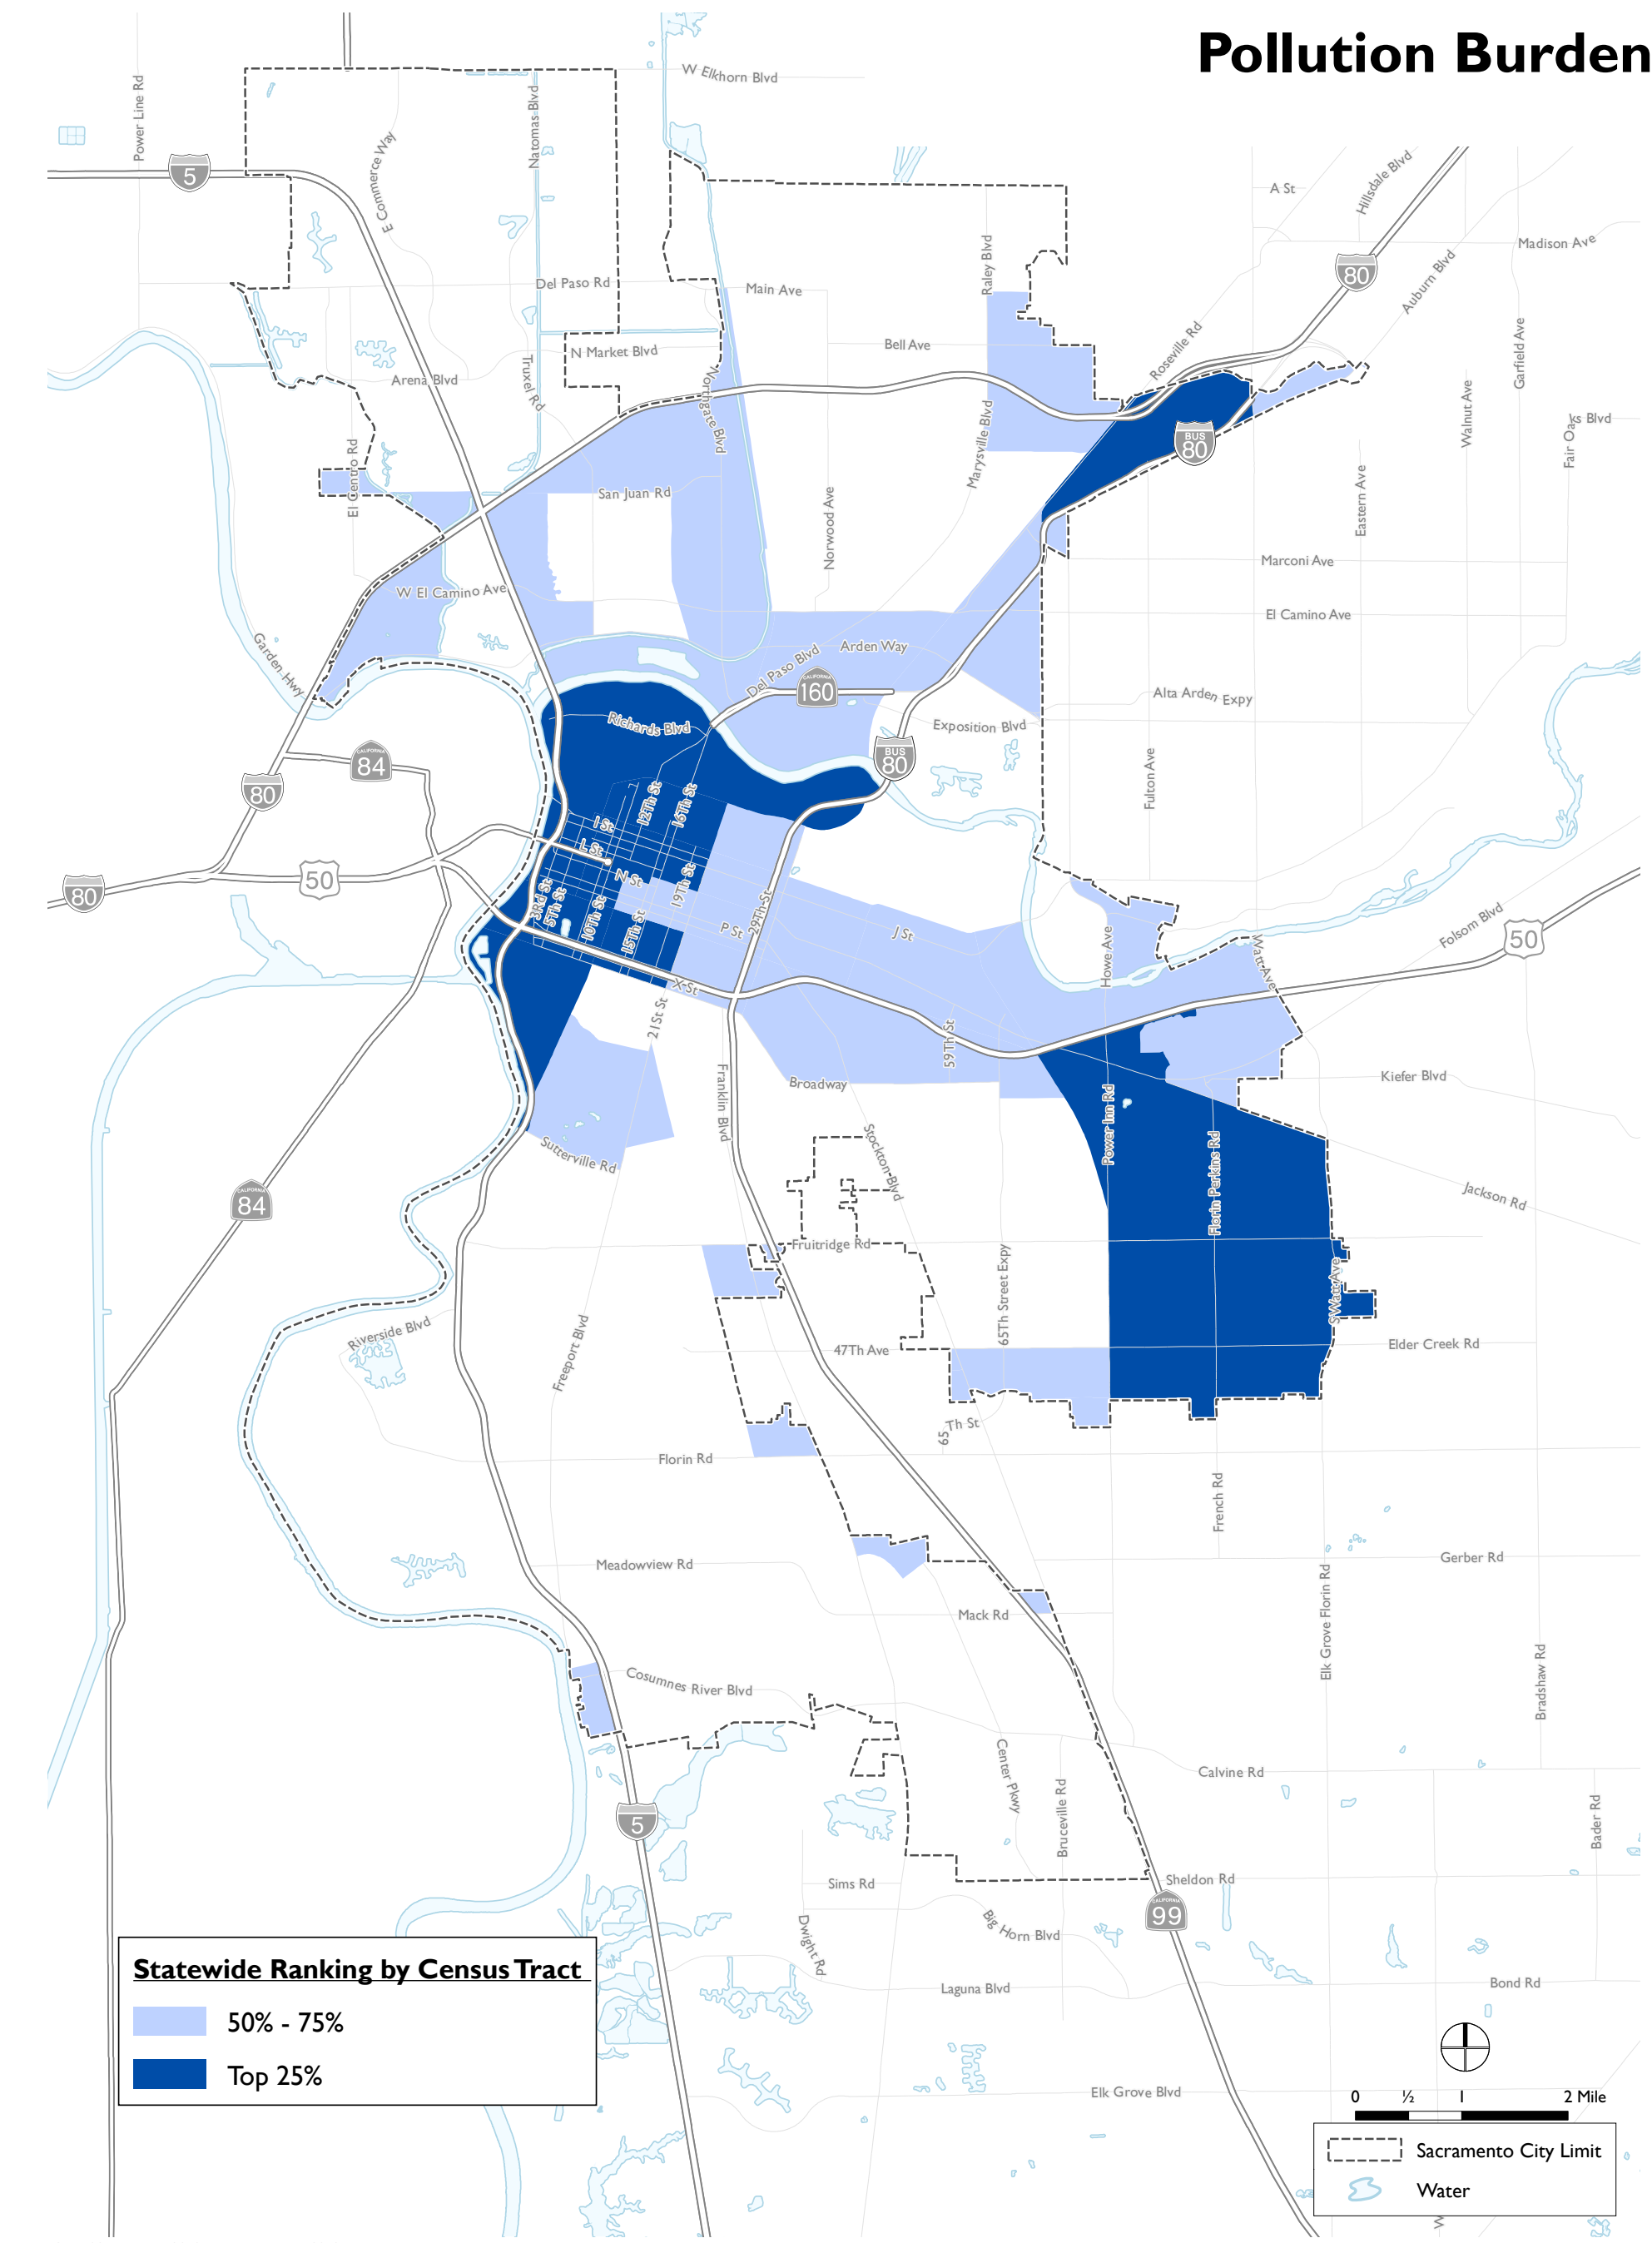 Pollution Burden
W Elkhorn Blvd
Power Line Rd
Natomas Blvd
E Commerce Way
5
A St
Hillsdale Blvd
Madison Ave
Raley Blvd
80
Auburn Blvd
Del Paso Rd
Main Ave
Roseville Rd
Garfield Ave
N Market Blvd
Bell Ave
Arena Blvd
Truxel Rd
Northgate Blvd
Marysville Blvd
Walnut Ave
Fair Oaks Blvd
BUS
80
El Centro Rd
San Juan Rd
Norwood Ave
Eastern Ave
Marconi Ave
W El Camino Ave
El Camino Ave
Garden Hwy
Arden Way
Del Paso Blvd
CALIFORNIA
160
Alta Arden Expy
Richards Blvd
Exposition Blvd
CALIFORNIA
84
BUS
80
80
Fulton Ave
12Th St
16Th St
I St
L St
N St
19Th St
50
80
3Rd St
5Th St
10Th St
15Th St
29Th St
P St
J St
Howe Ave
Watt Ave
Folsom Blvd
50
X St
21St St
59Th St
Franklin Blvd
Broadway
Kiefer Blvd
Power Inn Rd
Florin Perkins Rd
Stockton Blvd
Sutterville Rd
CALIFORNIA
84
Jackson Rd
Fruitridge Rd
65Th Street Expy
S Watt Ave
Riverside Blvd
Freeport Blvd
47Th Ave
Elder Creek Rd
65Th St
Florin Rd
French Rd
Meadowview Rd
Gerber Rd
Mack Rd
Elk Grove Florin Rd
Cosumnes River Blvd
Bradshaw Rd
Center Pkwy
Bruceville Rd
Calvine Rd
5
Bader Rd
Sims Rd
Sheldon Rd
CALIFORNIA
99
Dwight Rd
Big Horn Blvd
Statewide Ranking by Census Tract
50% - 75%
Top 25%
Laguna Blvd
Bond Rd
Elk Grove Blvd
0 ½ 1 2 Mile
Sacramento City Limit
Water
W